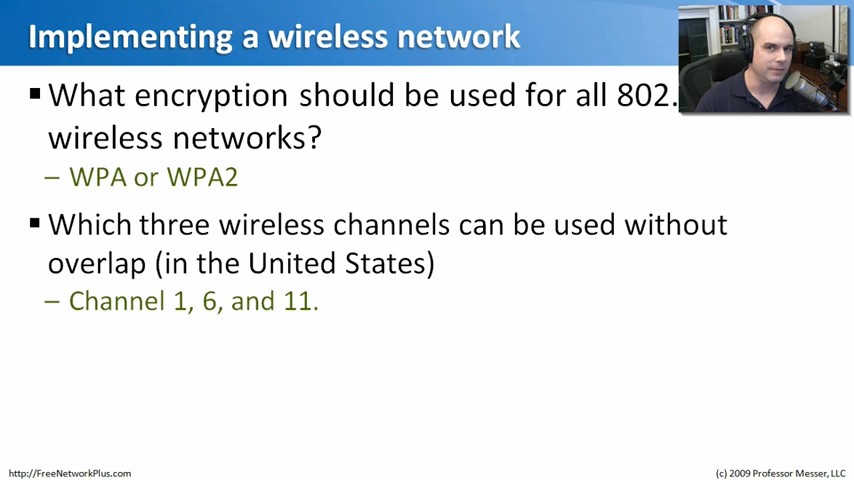 Implementing a wireless network
▪ What encryption should be used for all 802.
wireless networks?
– WPA or WPA2
▪ Which three wireless channels can be used without
overlap (in the United States)
– Channel 1, 6, and 11.
http://FreeNetworkPlus.com
(c) 2009 Professor Messer, LLC